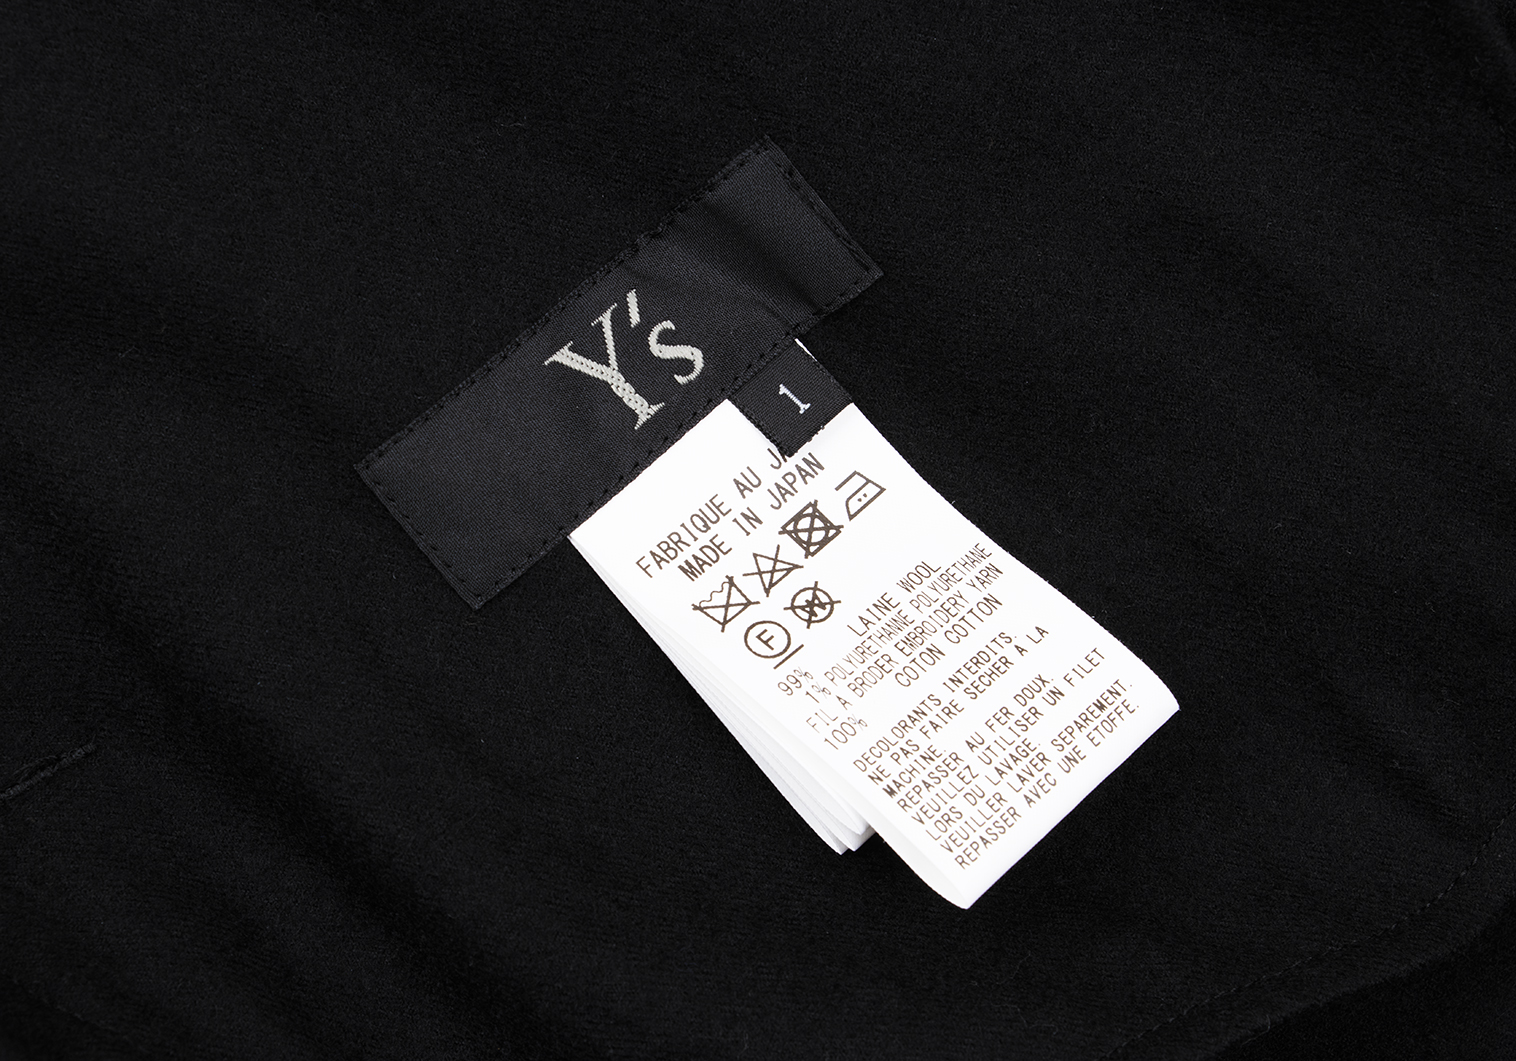 Y's
1
FABRIQUE AU
MADE IN JAPAN
F
W
99% LAINE WOOL
1% POLYURETHANNE POLYURETHANE
FIL A BRODER EMBROIDERY YARN
100% COTON COTTON
DECOLORANTS INTERDITS.
NE PAS FAIRE SECHER A LA
MACHINE.
REPASSER AU FER DOUX.
VEUILLEZ UTILISER UN FILET
LORS DU LAVAGE.
VEUILLER LAVER SEPAREMENT.
REPASSER AVEC UNE ETOFFE.